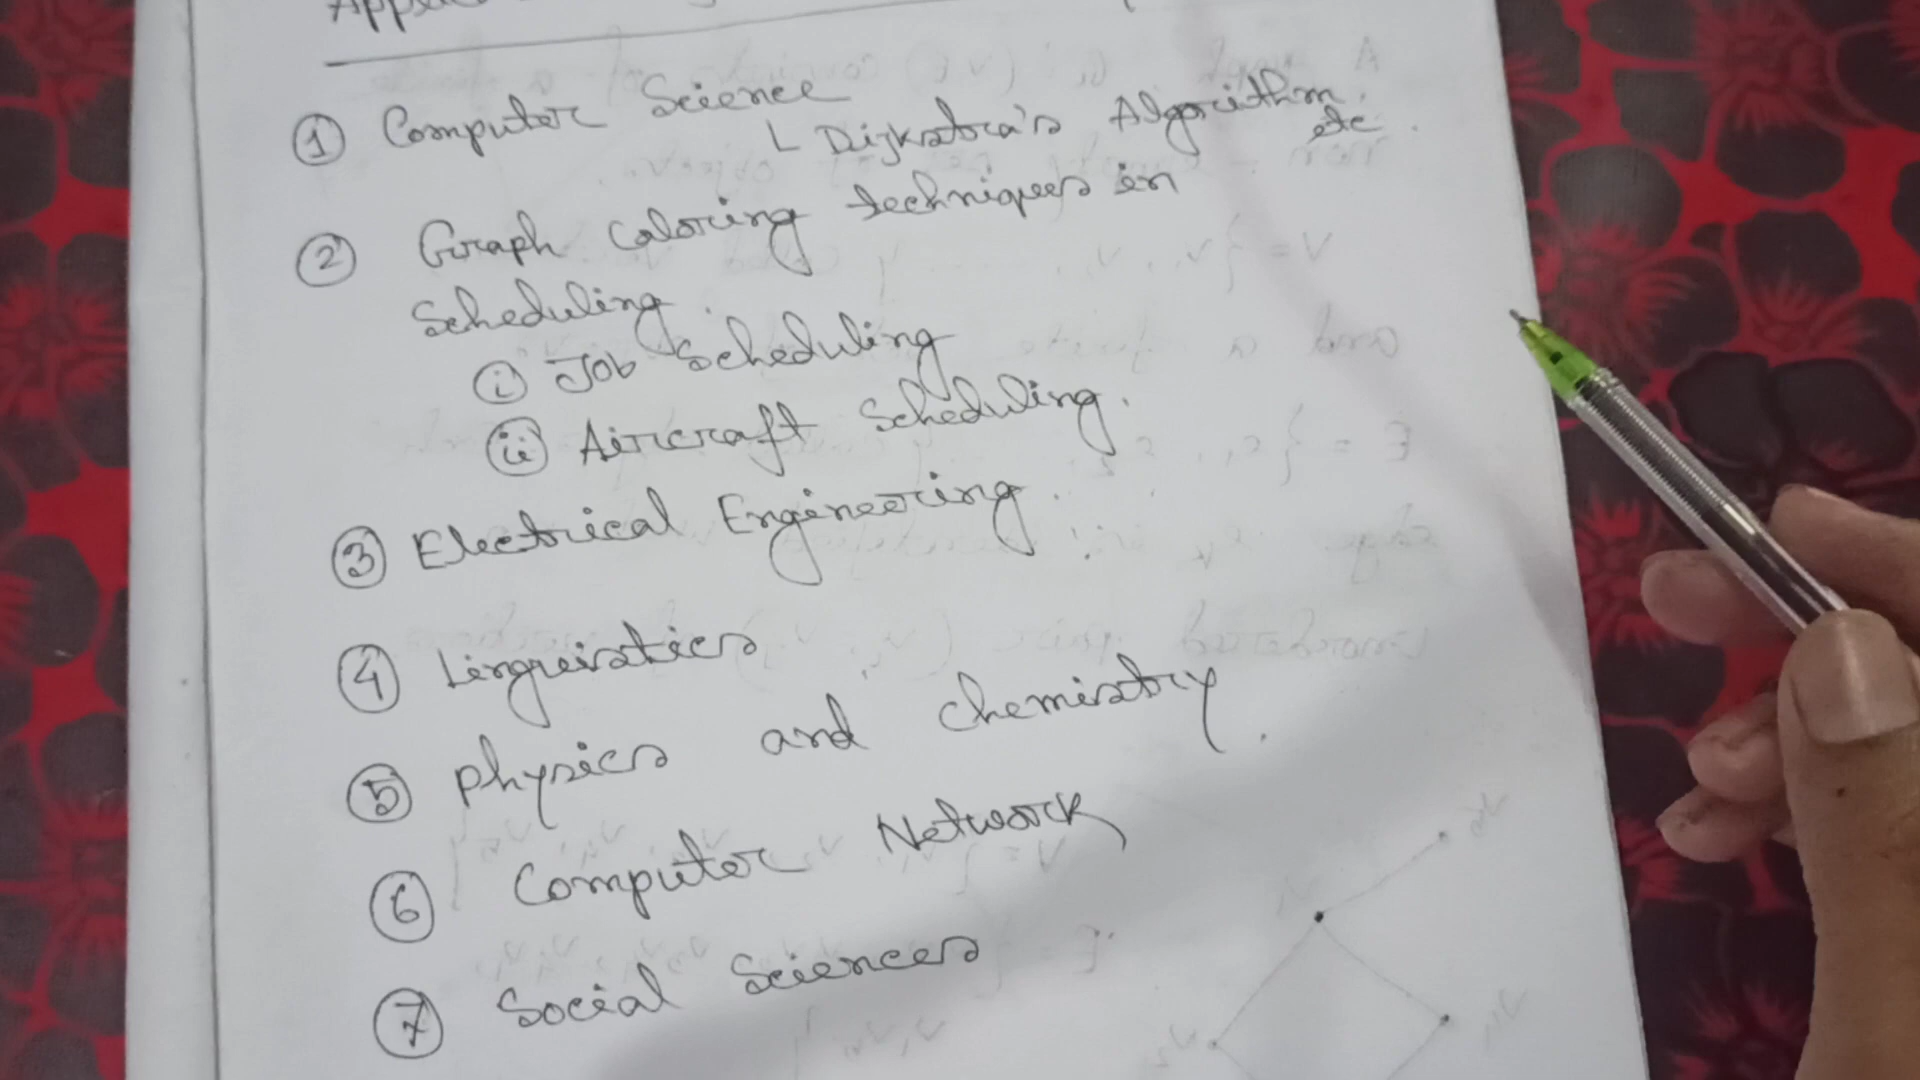 ① Computer Science
L Dijkstra's Algorithm.
etc.
② Graph coloring techniques in
Scheduling.
ⓘ Job Scheduling
ⓘⓘ Aircraft Scheduling.
③ Electrical Engineering.
④ Linguistics
⑤ Physics and chemistry.
⑥ Computer Network
⑦ Social Sciences